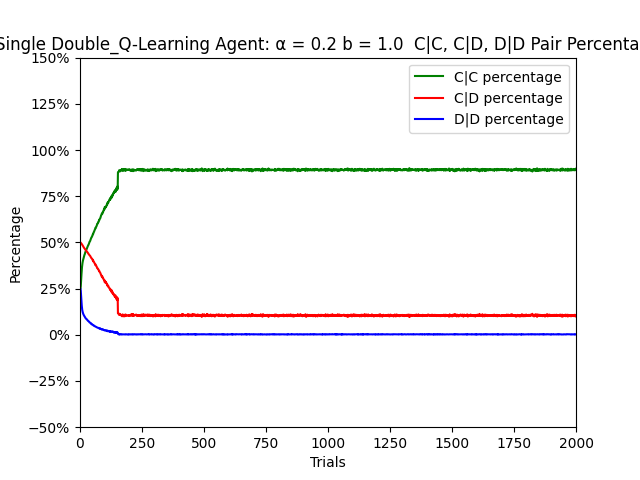 Single Double_Q-Learning Agent: α = 0.2 b = 1.0 C|C, C|D, D|D Pair
150%
125%
100%
75%
50%
25%
0%
−25%
−50%
Percentage
C|C percentage
C|D percentage
D|D percentage
0 250 500 750 1000 1250 1500 1750 2000
Trials